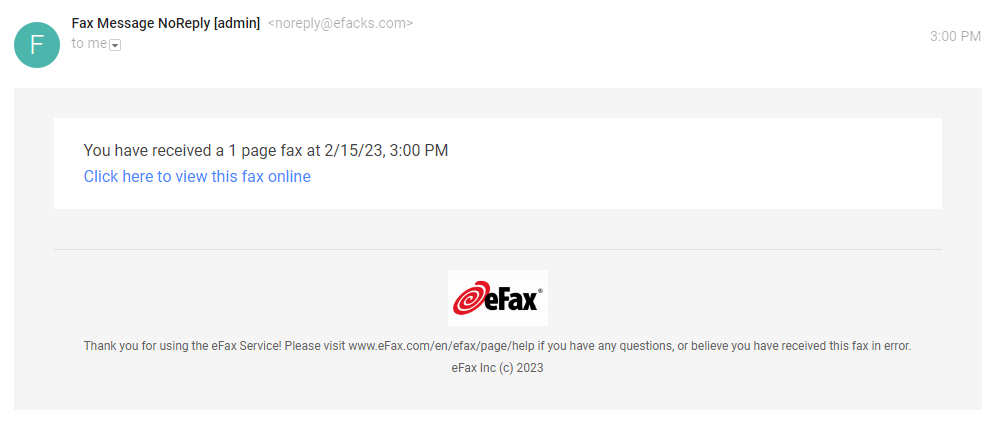 F
Fax Message NoReply [admin] <noreply@efacks.com>
to me
3:00 PM
You have received a 1 page fax at 2/15/23, 3:00 PM
Click here to view this fax online
eFax®
Thank you for using the eFax Service! Please visit www.eFax.com/en/efax/page/help if you have any questions, or believe you have received this fax in error.
eFax Inc (c) 2023